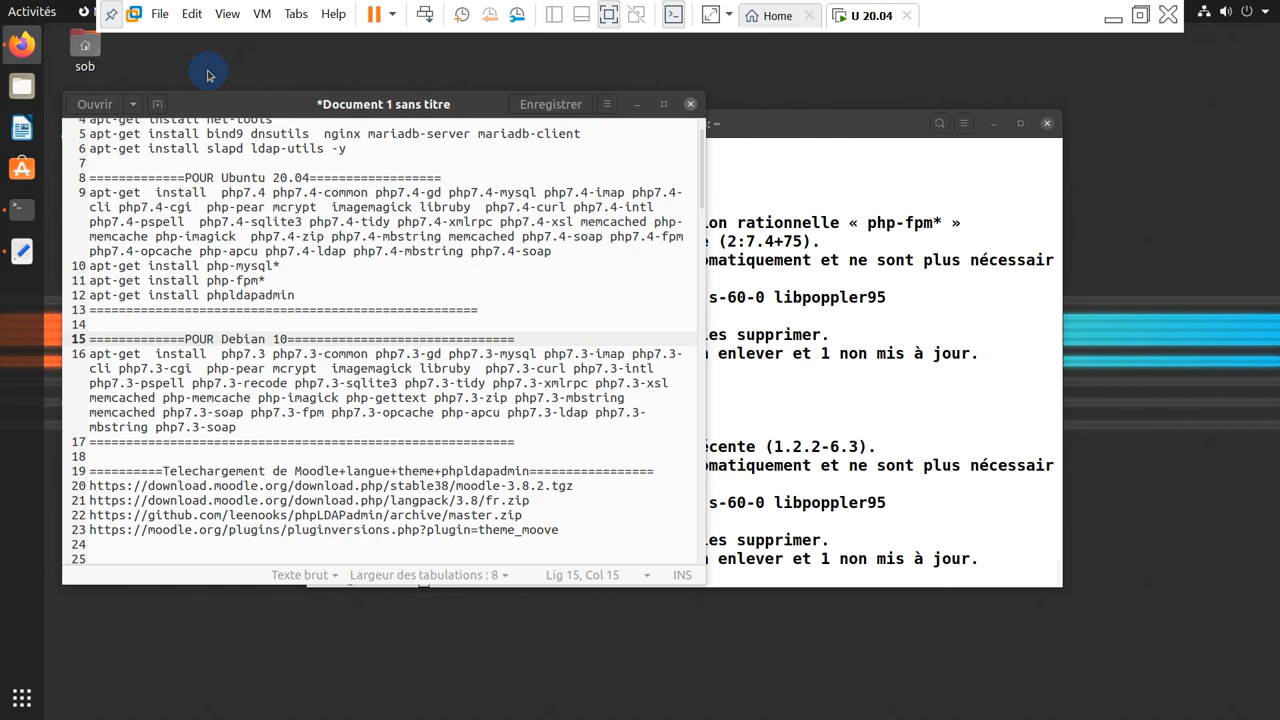 Activités
File Edit View VM Tabs Help
Home
U 20.04
sob
Ouvrir
*Document 1 sans titre
Enregistrer
4 apt-get install net-tools
5 apt-get install bind9 dnsutils  nginx mariadb-server mariadb-client
6 apt-get install slapd ldap-utils -y
7
8 =============POUR Ubuntu 20.04==================
9 apt-get  install  php7.4 php7.4-common php7.4-gd php7.4-mysql php7.4-imap php7.4-
cli php7.4-cgi  php-pear mcrypt  imagemagick libruby  php7.4-curl php7.4-intl
php7.4-pspell  php7.4-sqlite3 php7.4-tidy php7.4-xmlrpc php7.4-xsl memcached php-
memcache php-imagick  php7.4-zip php7.4-mbstring memcached php7.4-soap php7.4-fpm
php7.4-opcache php-apcu php7.4-ldap php7.4-mbstring php7.4-soap
10 apt-get install php-mysql*
11 apt-get install php-fpm*
12 apt-get install phpldapadmin
13 =====================================================
14
15 =============POUR Debian 10===============================
16 apt-get  install  php7.3 php7.3-common php7.3-gd php7.3-mysql php7.3-imap php7.3-
cli php7.3-cgi  php-pear mcrypt  imagemagick libruby  php7.3-curl php7.3-intl
php7.3-pspell php7.3-recode php7.3-sqlite3 php7.3-tidy php7.3-xmlrpc php7.3-xsl
memcached php-memcache php-imagick php-gettext php7.3-zip php7.3-mbstring
memcached php7.3-soap php7.3-fpm php7.3-opcache php-apcu php7.3-ldap php7.3-
mbstring php7.3-soap
17 ==========================================================
18
19 ==========Telechargement de Moodle+langue+theme+phpldapadmin=================
20 https://download.moodle.org/download.php/stable38/moodle-3.8.2.tgz
21 https://download.moodle.org/download.php/langpack/3.8/fr.zip
22 https://github.com/leenooks/phpLDAPadmin/archive/master.zip
23 https://moodle.org/plugins/pluginversions.php?plugin=theme_moove
24
25
Texte brut
Largeur des tabulations : 8
Lig 15, Col 15
INS
: ~
ion rationnelle « php-fpm* »
e (2:7.4+75).
omatiquement et ne sont plus nécessair
s-60-0 libpoppler95
les supprimer.
à enlever et 1 non mis à jour.
écente (1.2.2-6.3).
omatiquement et ne sont plus nécessair
s-60-0 libpoppler95
les supprimer.
à enlever et 1 non mis à jour.